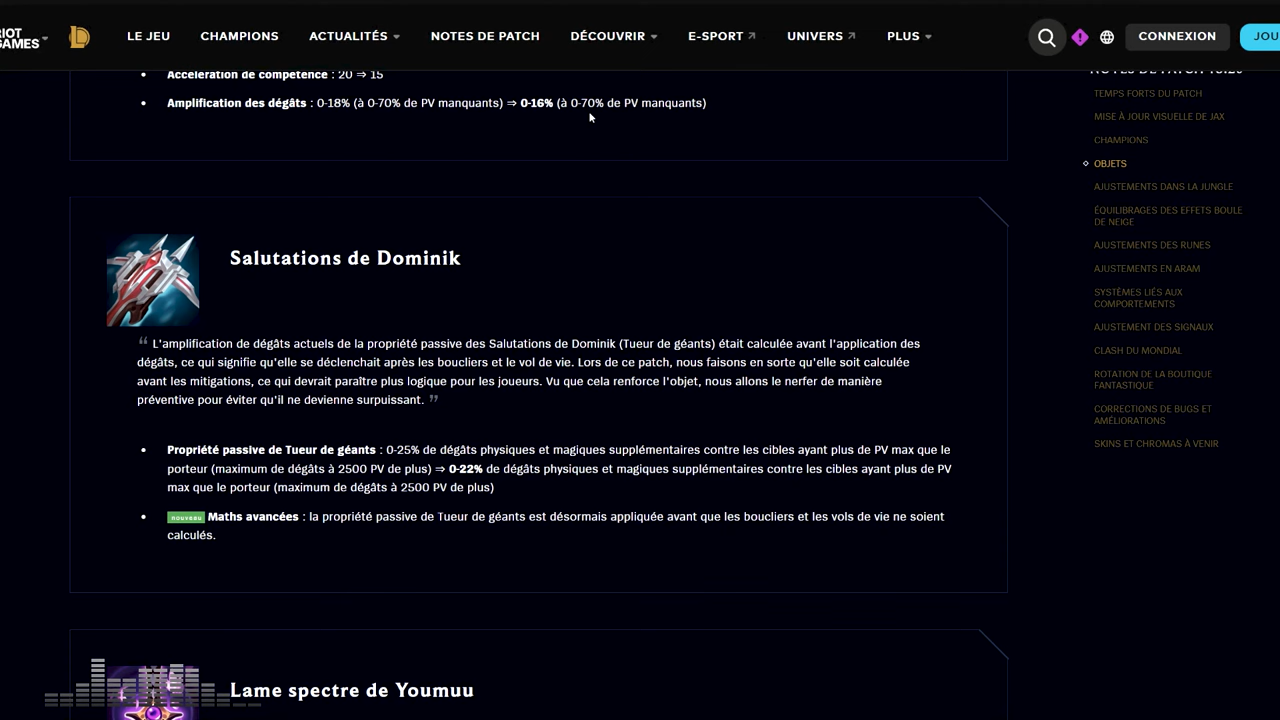 RIOT
GAMES
LE JEU
CHAMPIONS
ACTUALITÉS
NOTES DE PATCH
DÉCOUVRIR
E-SPORT
UNIVERS
PLUS
CONNEXION
JOU
Accélération de compétence : 20 ⇒ 15
• Amplification des dégâts : 0-18% (à 0-70% de PV manquants) ⇒ 0-16% (à 0-70% de PV manquants)
Salutations de Dominik
“ L'amplification de dégâts actuels de la propriété passive des Salutations de Dominik (Tueur de géants) était calculée avant l'application des
dégâts, ce qui signifie qu'elle se déclenchait après les boucliers et le vol de vie. Lors de ce patch, nous faisons en sorte qu'elle soit calculée
avant les mitigations, ce qui devrait paraître plus logique pour les joueurs. Vu que cela renforce l'objet, nous allons le nerfer de manière
préventive pour éviter qu'il ne devienne surpuissant. ”
• Propriété passive de Tueur de géants : 0-25% de dégâts physiques et magiques supplémentaires contre les cibles ayant plus de PV max que le
porteur (maximum de dégâts à 2500 PV de plus) ⇒ 0-22% de dégâts physiques et magiques supplémentaires contre les cibles ayant plus de PV
max que le porteur (maximum de dégâts à 2500 PV de plus)
• NOUVEAU Maths avancées : la propriété passive de Tueur de géants est désormais appliquée avant que les boucliers et les vols de vie ne soient
calculés.
Lame spectre de Youmuu
NOTES DE PATCH 13.20
TEMPS FORTS DU PATCH
MISE À JOUR VISUELLE DE JAX
CHAMPIONS
OBJETS
AJUSTEMENTS DANS LA JUNGLE
ÉQUILIBRAGES DES EFFETS BOULE
DE NEIGE
AJUSTEMENTS DES RUNES
AJUSTEMENTS EN ARAM
SYSTÈMES LIÉS AUX
COMPORTEMENTS
AJUSTEMENT DES SIGNAUX
CLASH DU MONDIAL
ROTATION DE LA BOUTIQUE
FANTASTIQUE
CORRECTIONS DE BUGS ET
AMÉLIORATIONS
SKINS ET CHROMAS À VENIR